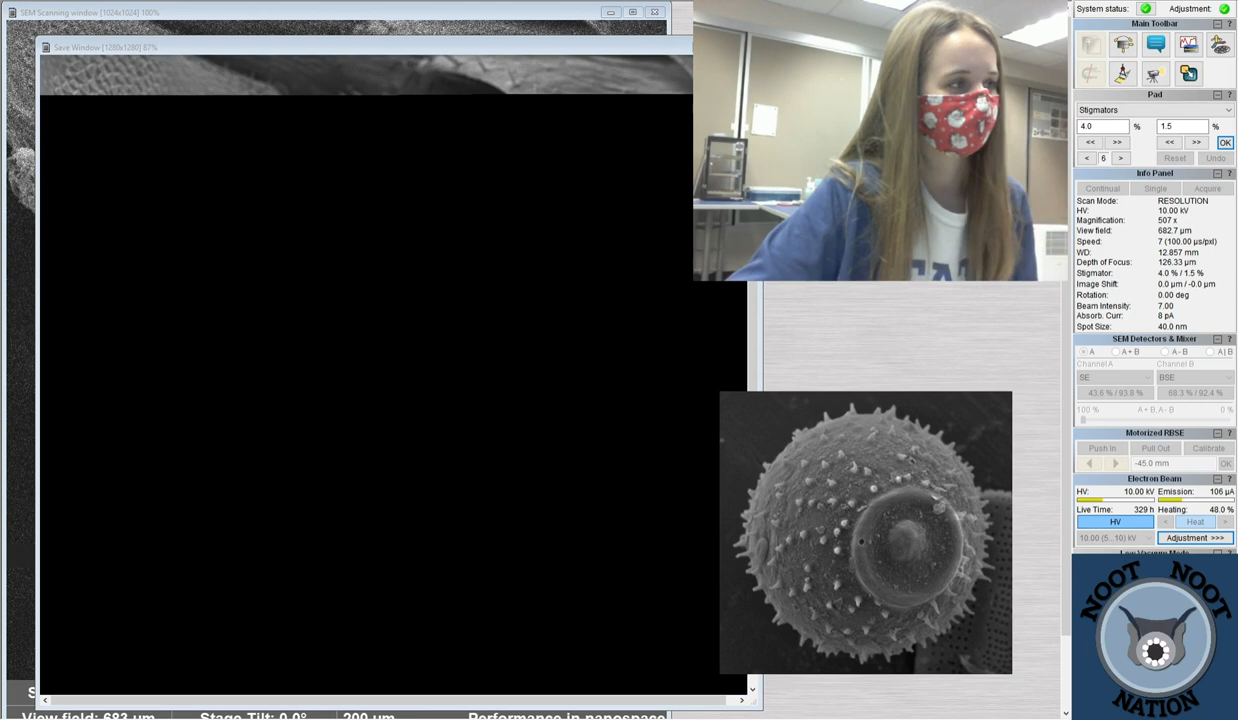 SEM Scanning window [1024x1024] 100%
Save Window [1280x1280] 87%
View field: 683 µm
Stage Tilt: 0.0°
200 µm
Performance in nanospace
System status:
Adjustment:
Main Toolbar
Pad
Stigmators
4.0 % 1.5 %
<< >> << >> OK
< 6 > Reset Undo
Info Panel
Continual Single Acquire
Scan Mode: RESOLUTION
HV: 10.00 kV
Magnification: 507 x
View field: 682.7 µm
Speed: 7 (100.00 µs/pxl)
WD: 12.857 mm
Depth of Focus: 126.33 µm
Stigmator: 4.0 % / 1.5 %
Image Shift: 0.0 µm / -0.0 µm
Rotation: 0.00 deg
Beam Intensity: 7.00
Absorb. Curr: 8 pA
Spot Size: 40.0 nm
SEM Detectors & Mixer
A A + B A - B A | B
Channel A Channel B
SE BSE
43.6 % / 93.8 % 68.3 % / 92.4 %
100 % A + B, A - B 0 %
Motorized RBSE
Push In Pull Out Calibrate
-45.0 mm OK
Electron Beam
HV: 10.00 kV Emission: 106 µA
Live Time: 329 h Heating: 48.0 %
HV < Heat >
10.00 (5...10) kV Adjustment >>>
Low Vacuum Mode
NOOT NOOT
NATION